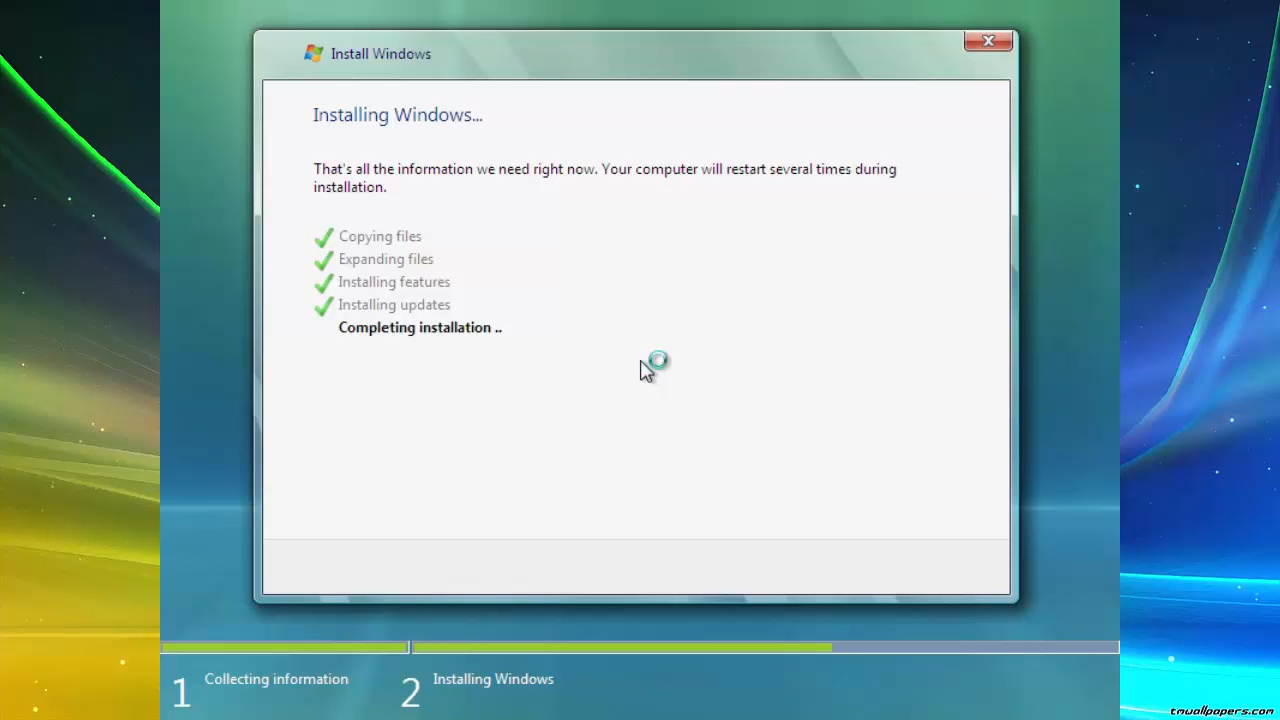 Install Windows
Installing Windows...
That's all the information we need right now. Your computer will restart several times during
installation.
Copying files
Expanding files
Installing features
Installing updates
Completing installation ..
1 Collecting information
2 Installing Windows
tmwallpapers.com